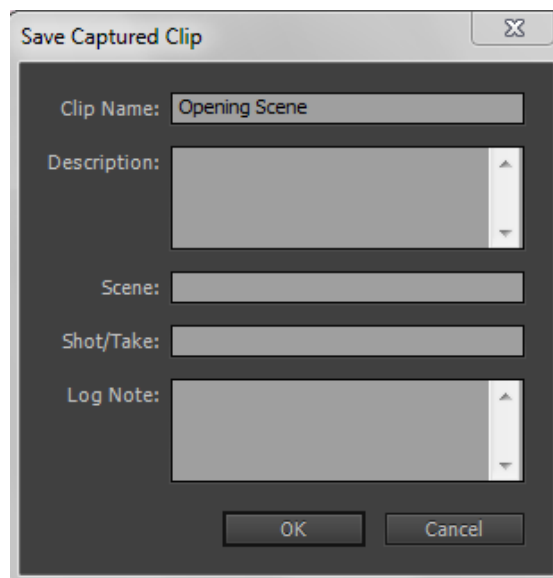 Save Captured Clip
Clip Name: Opening Scene
Description:
Scene:
Shot/Take:
Log Note:
OK Cancel